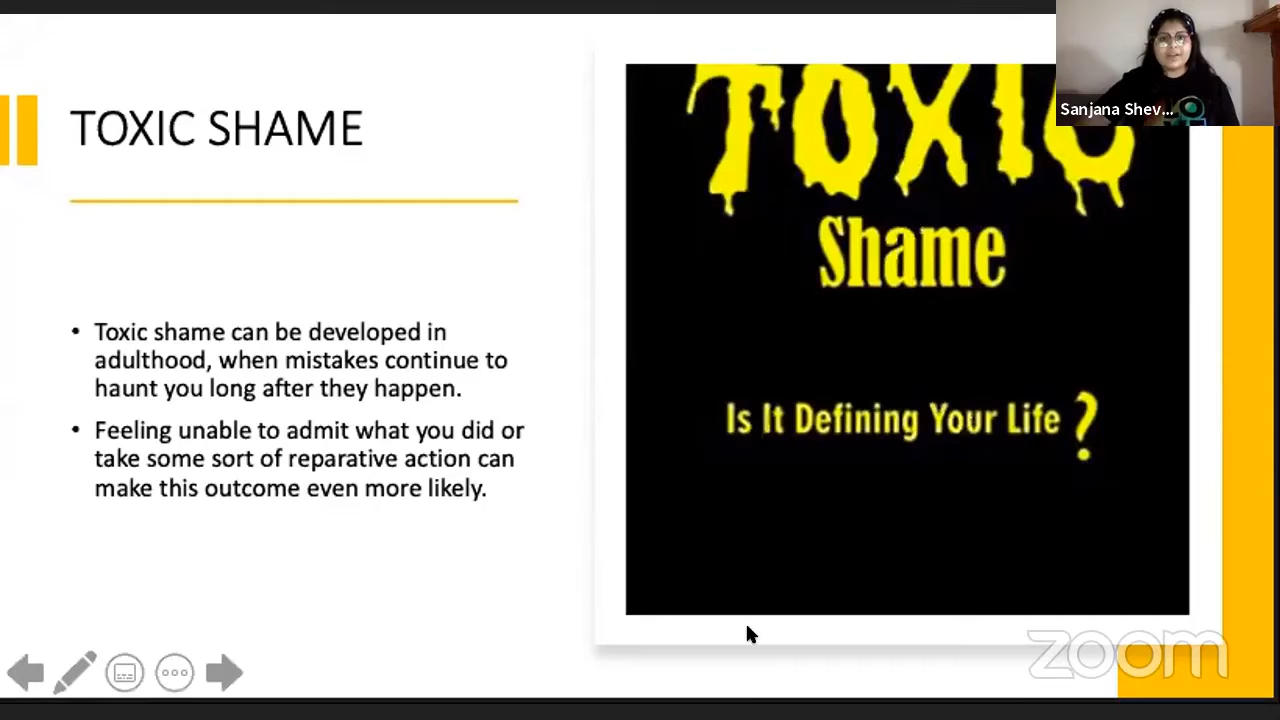 TOXIC SHAME
• Toxic shame can be developed in
adulthood, when mistakes continue to
haunt you long after they happen.
• Feeling unable to admit what you did or
take some sort of reparative action can
make this outcome even more likely.
TOXIC
Shame
Is It Defining Your Life?
Sanjana Shev...
zoom